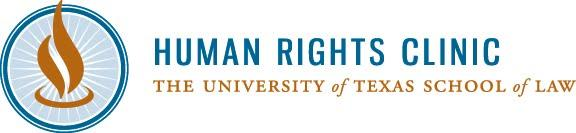 HUMAN RIGHTS CLINIC
THE UNIVERSITY of TEXAS SCHOOL of LAW